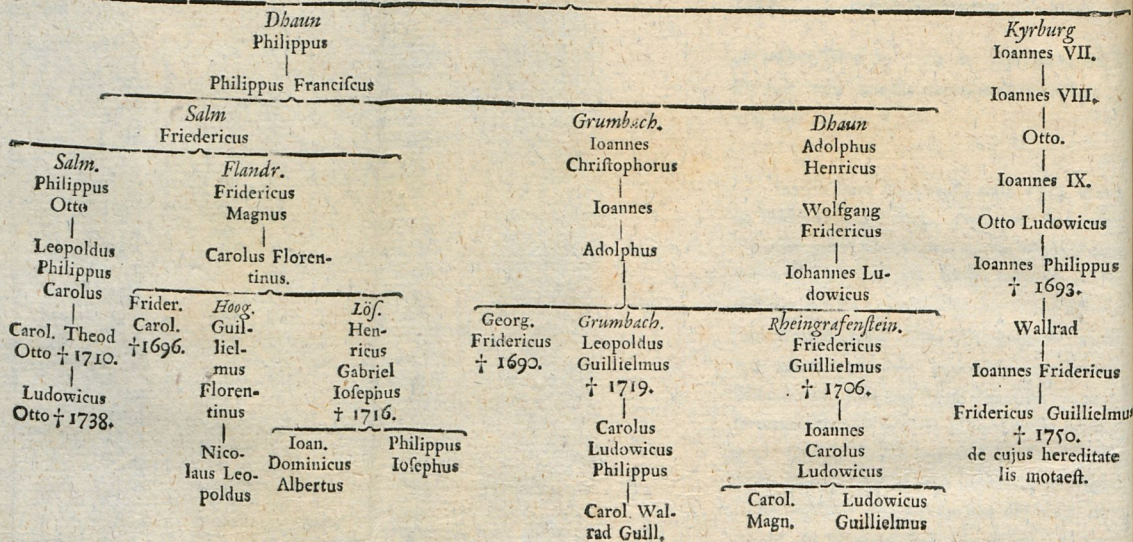 Dhaun
Philippus
Philippus Franciſcus
Salm
Friedericus
Salm.
Philippus
Otto
Leopoldus
Philippus
Carolus
Carol. Theod
Otto † 1710.
Ludowicus
Otto † 1738.
Flandr.
Fridericus
Magnus
Carolus Floren-
tinus.
Frider.
Carol.
†1696.
Hoog.
Guil-
liel-
mus
Floren-
tinus
Nico-
laus Leo-
poldus
Löſ.
Hen-
ricus
Gabriel
Ioſephus
† 1716.
Ioan.
Dominicus
Albertus
Philippus
Ioſephus
Grumbach.
Ioannes
Chriſtophorus
Ioannes
Adolphus
Georg.
Fridericus
† 1690.
Grumbach.
Leopoldus
Guillielmus
† 1719.
Carolus
Ludowicus
Philippus
Carol. Wal-
rad Guill.
Dhaun
Adolphus
Henricus
Wolfgang
Fridericus
Iohannes Lu-
dowicus
Rheingrafenſtein.
Friedericus
Guillielmus
† 1706.
Ioannes
Carolus
Ludowicus
Carol.
Magn.
Ludowicus
Guillielmus
Kyrburg
Ioannes VII.
Ioannes VIII.
Otto.
Ioannes IX.
Otto Ludowicus
Ioannes Philippus
† 1693.
Wallrad
Ioannes Fridericus
Fridericus Guillielmus
† 1750.
de cujus hereditate
lis motaeſt.